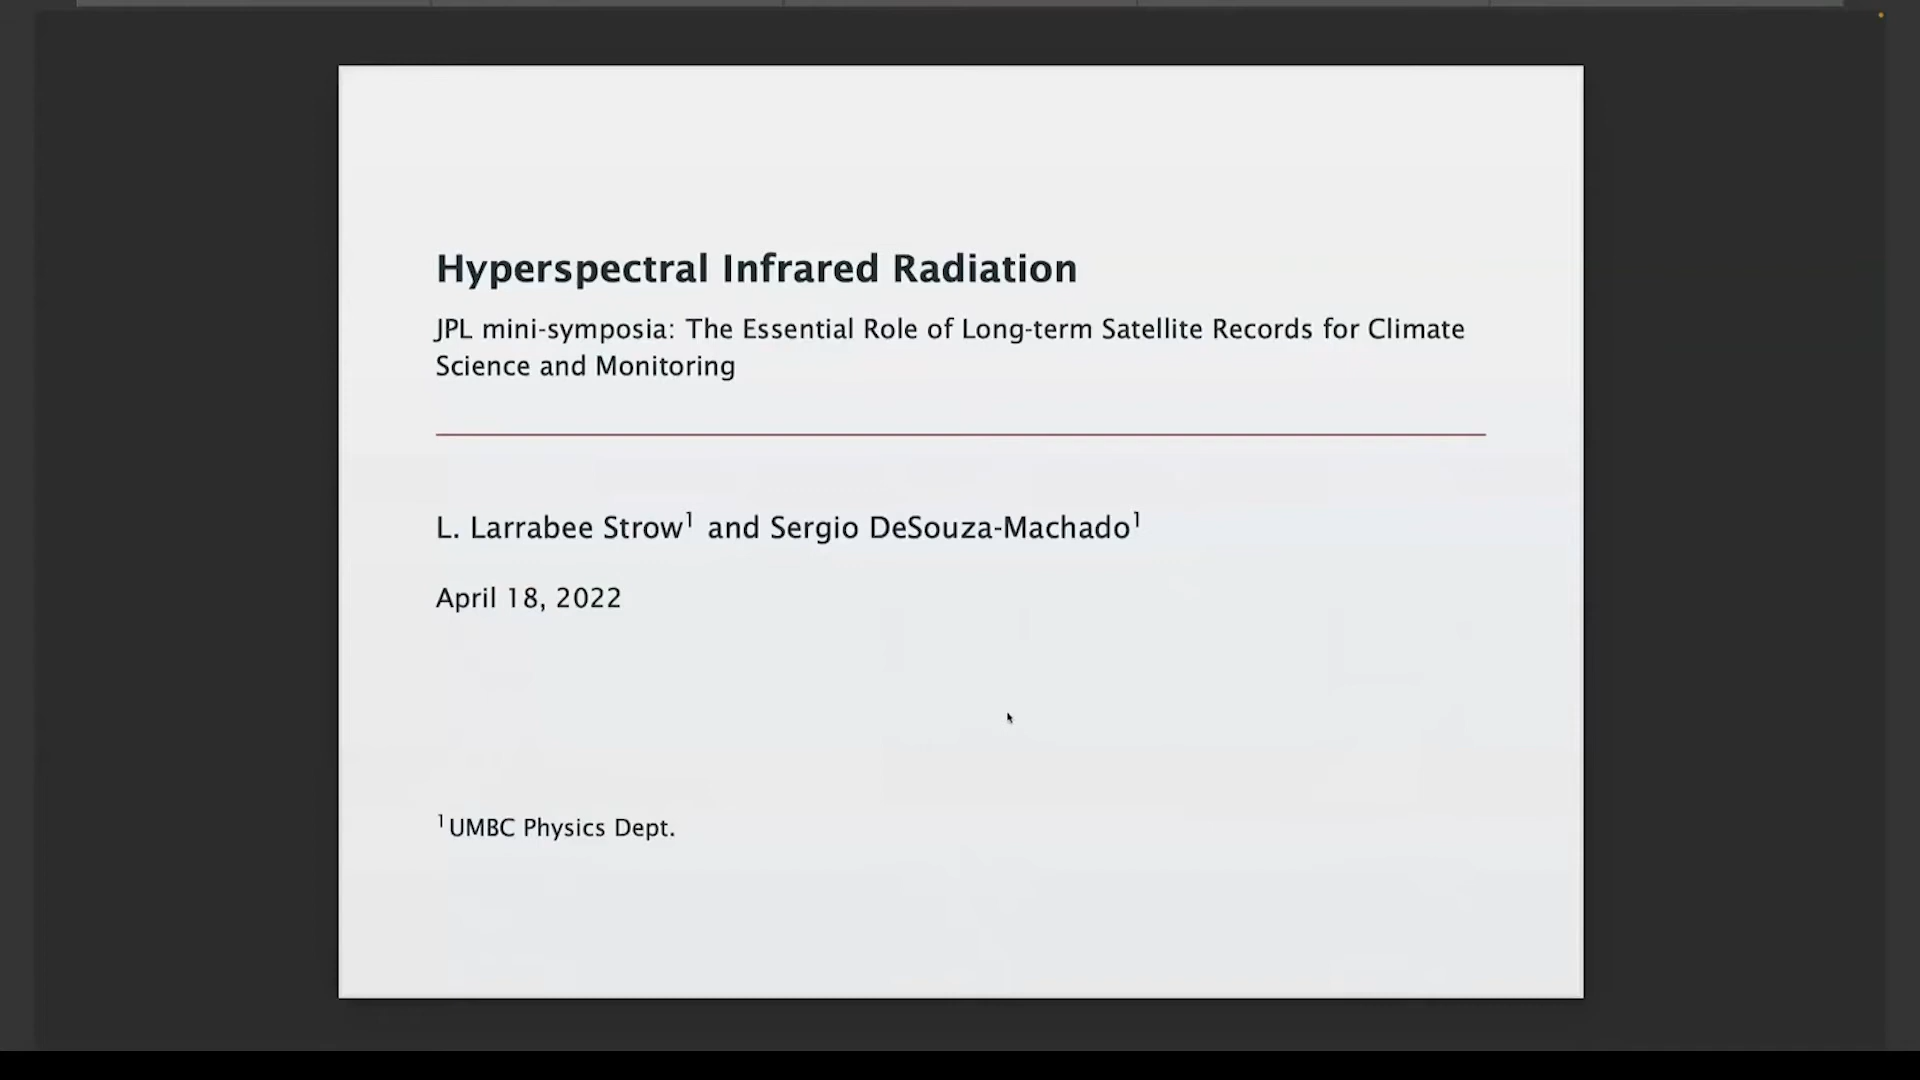 Hyperspectral Infrared Radiation
JPL mini-symposia: The Essential Role of Long-term Satellite Records for Climate
Science and Monitoring
L. Larrabee Strow¹ and Sergio DeSouza-Machado¹
April 18, 2022
¹UMBC Physics Dept.